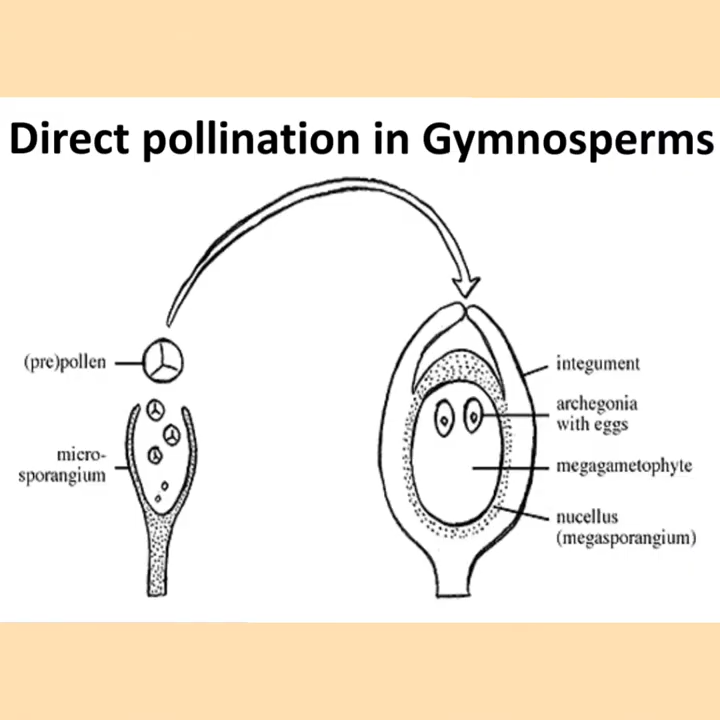 Direct pollination in Gymnosperms
(pre)pollen
micro-
sporangium
integument
archegonia
with eggs
megagametophyte
nucellus
(megasporangium)